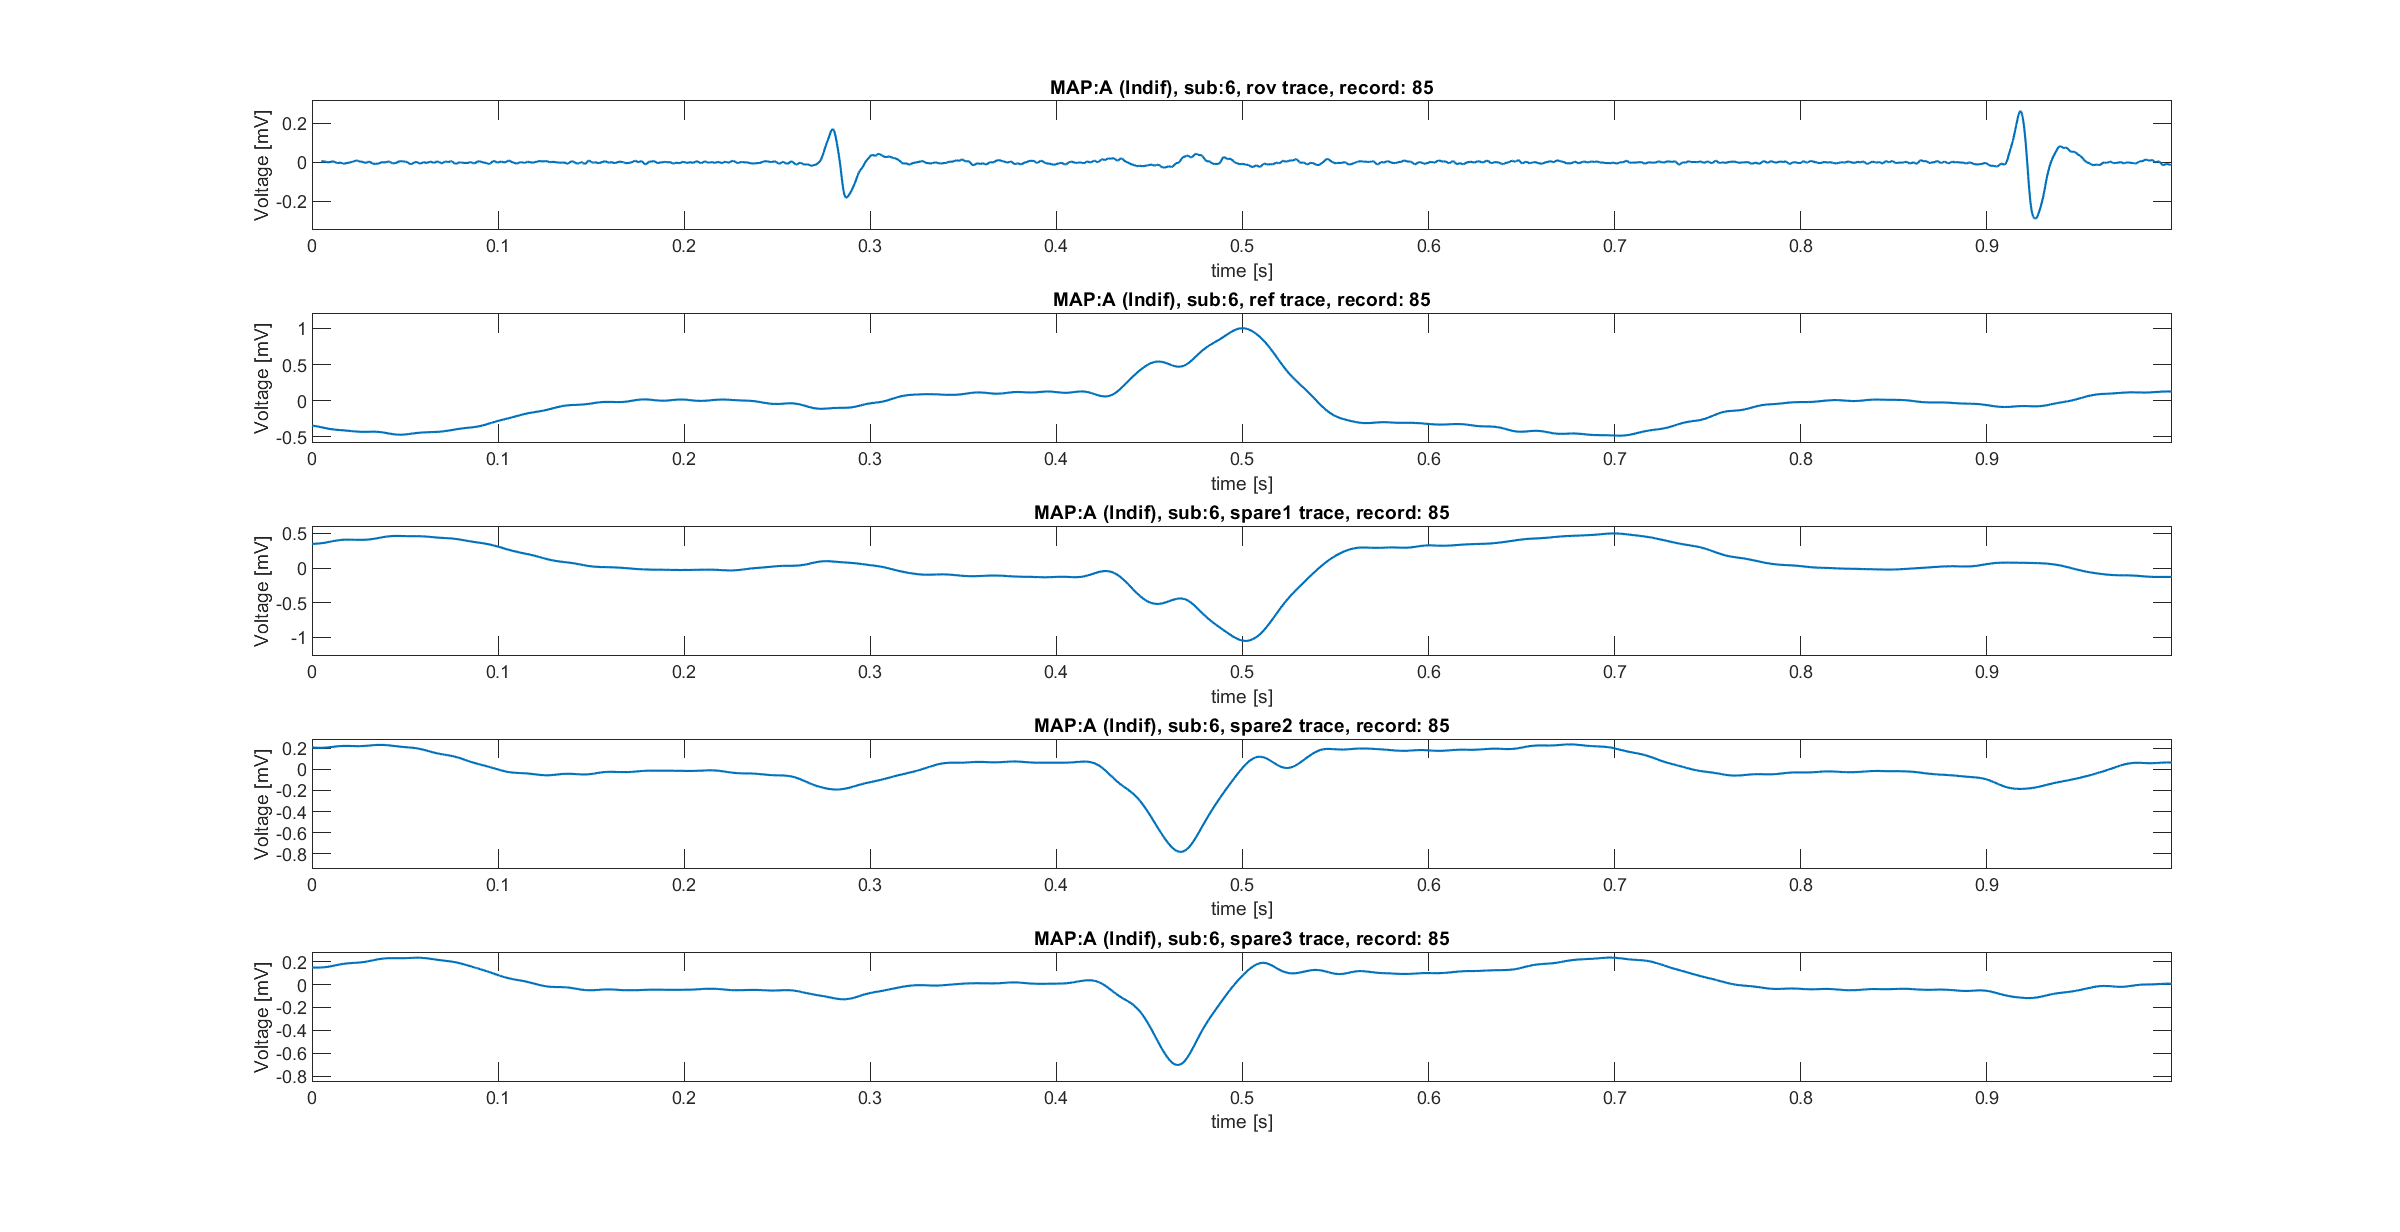 MAP:A (Indif), sub:6, rov trace, record: 85
Voltage [mV]
0.2
0
-0.2
0 0.1 0.2 0.3 0.4 0.5 0.6 0.7 0.8 0.9
time [s]
MAP:A (Indif), sub:6, ref trace, record: 85
Voltage [mV]
1
0.5
0
-0.5
0 0.1 0.2 0.3 0.4 0.5 0.6 0.7 0.8 0.9
time [s]
MAP:A (Indif), sub:6, spare1 trace, record: 85
Voltage [mV]
0.5
0
-0.5
-1
0 0.1 0.2 0.3 0.4 0.5 0.6 0.7 0.8 0.9
time [s]
MAP:A (Indif), sub:6, spare2 trace, record: 85
Voltage [mV]
0.2
0
-0.2
-0.4
-0.6
-0.8
0 0.1 0.2 0.3 0.4 0.5 0.6 0.7 0.8 0.9
time [s]
MAP:A (Indif), sub:6, spare3 trace, record: 85
Voltage [mV]
0.2
0
-0.2
-0.4
-0.6
-0.8
0 0.1 0.2 0.3 0.4 0.5 0.6 0.7 0.8 0.9
time [s]